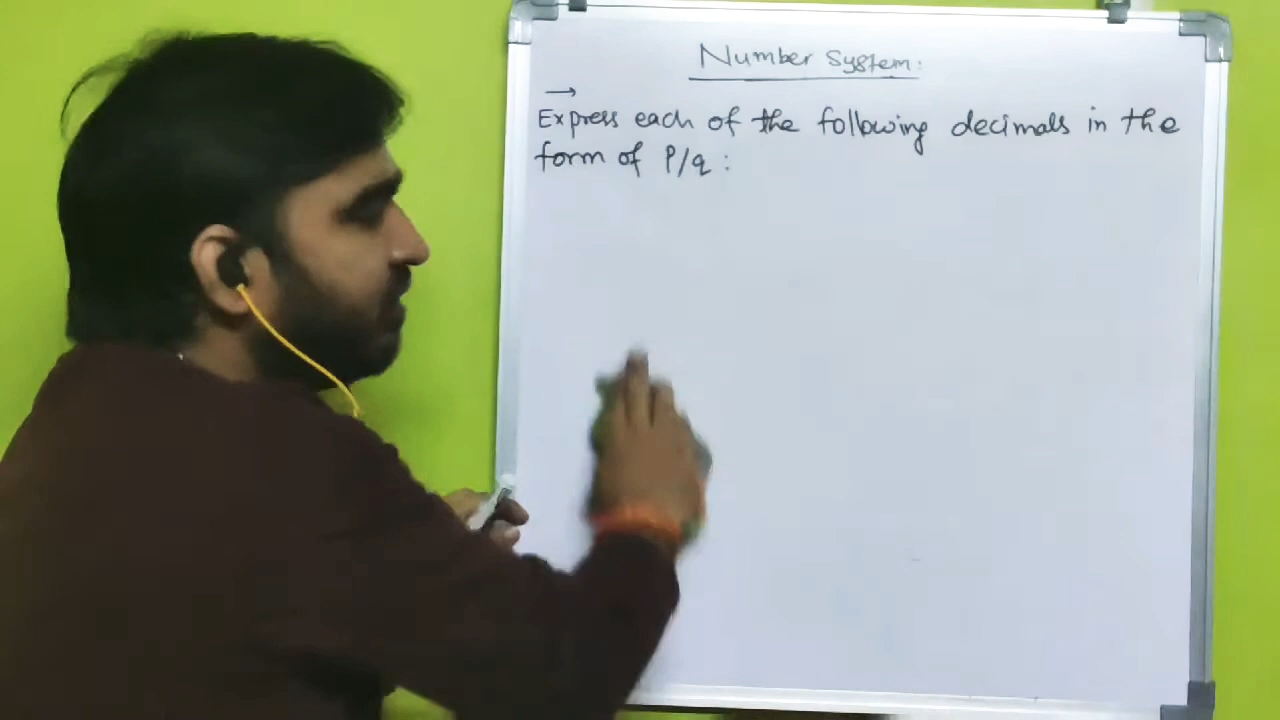 Number System:
Express each of the following decimals in the
form of P/q :